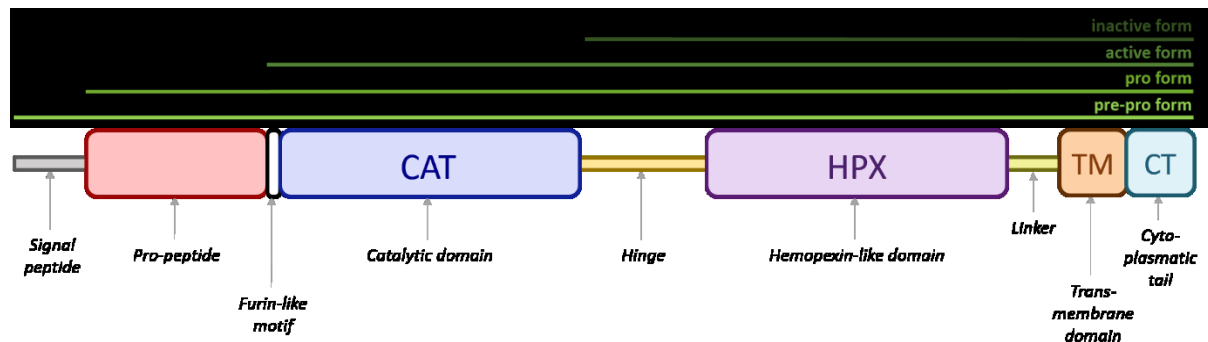 inactive form
active form
pro form
pre-pro form
CAT
HPX
TM
CT
Signal
peptide
Pro-peptide
Furin-like
motif
Catalytic domain
Hinge
Hemopexin-like domain
Linker
Trans-
membrane
domain
Cyto-
plasmatic
tail